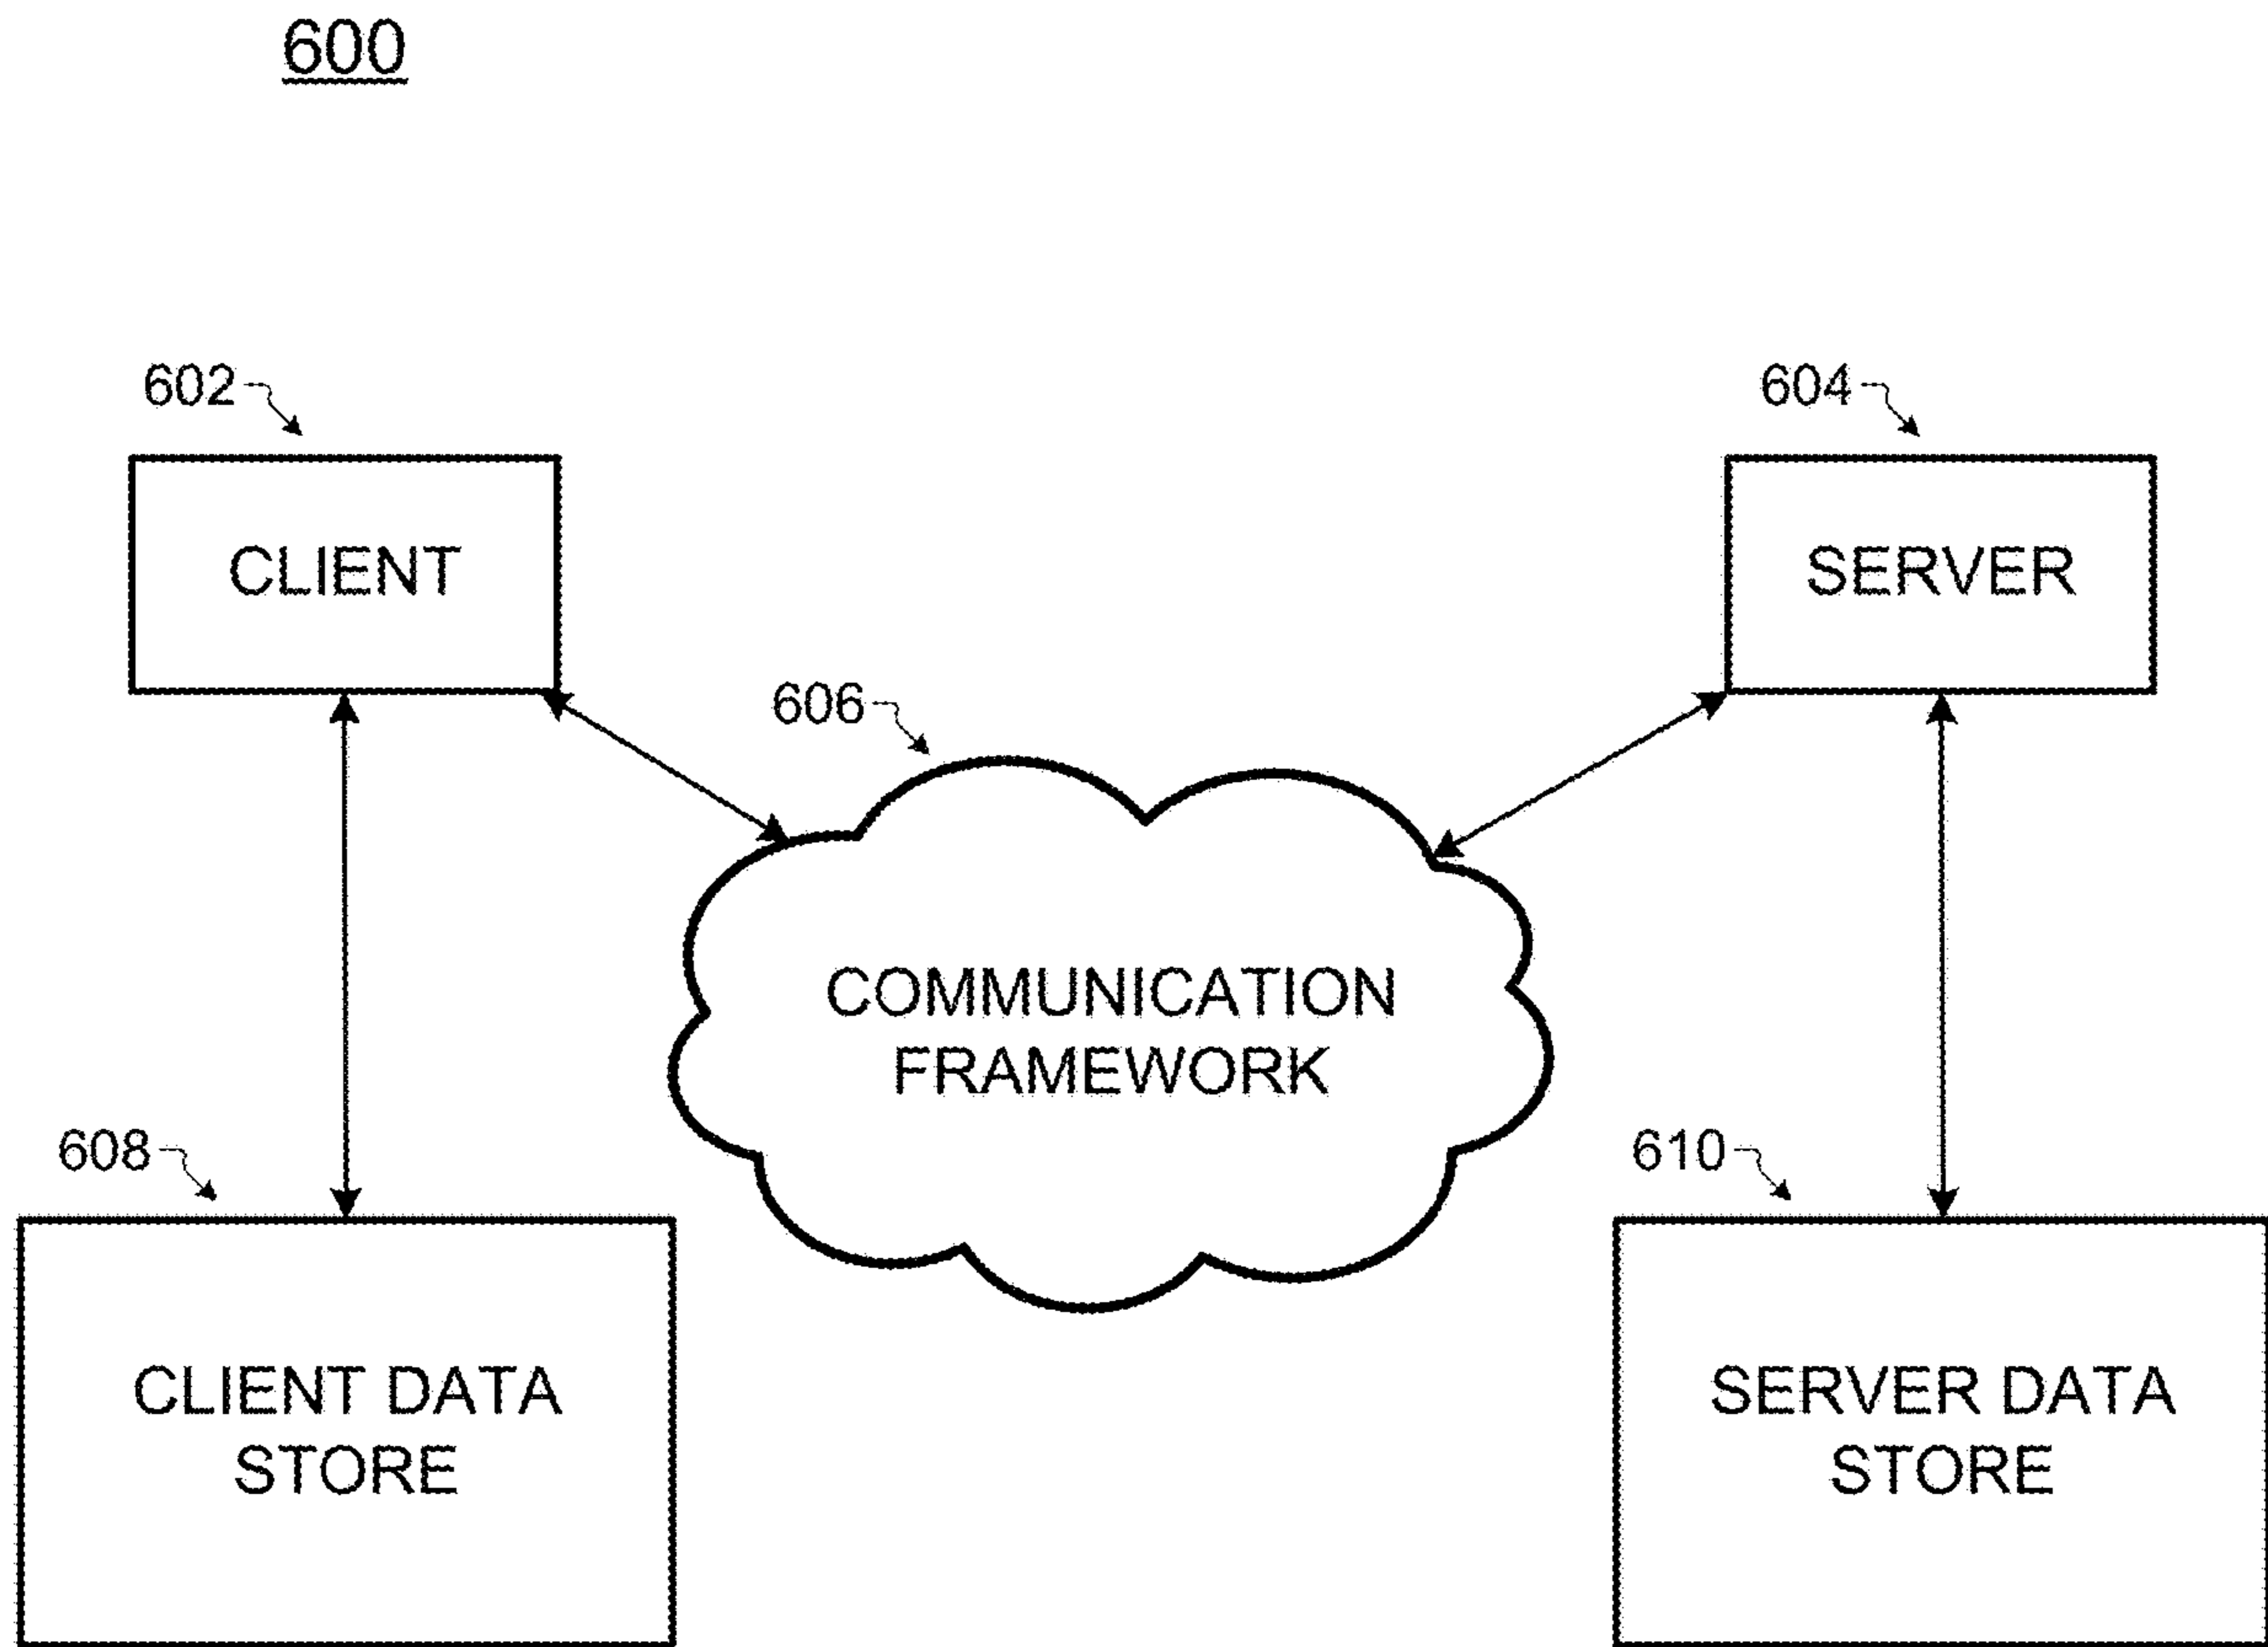 600
602
604
CLIENT
SERVER
606
COMMUNICATION
FRAMEWORK
608
610
CLIENT DATA
STORE
SERVER DATA
STORE